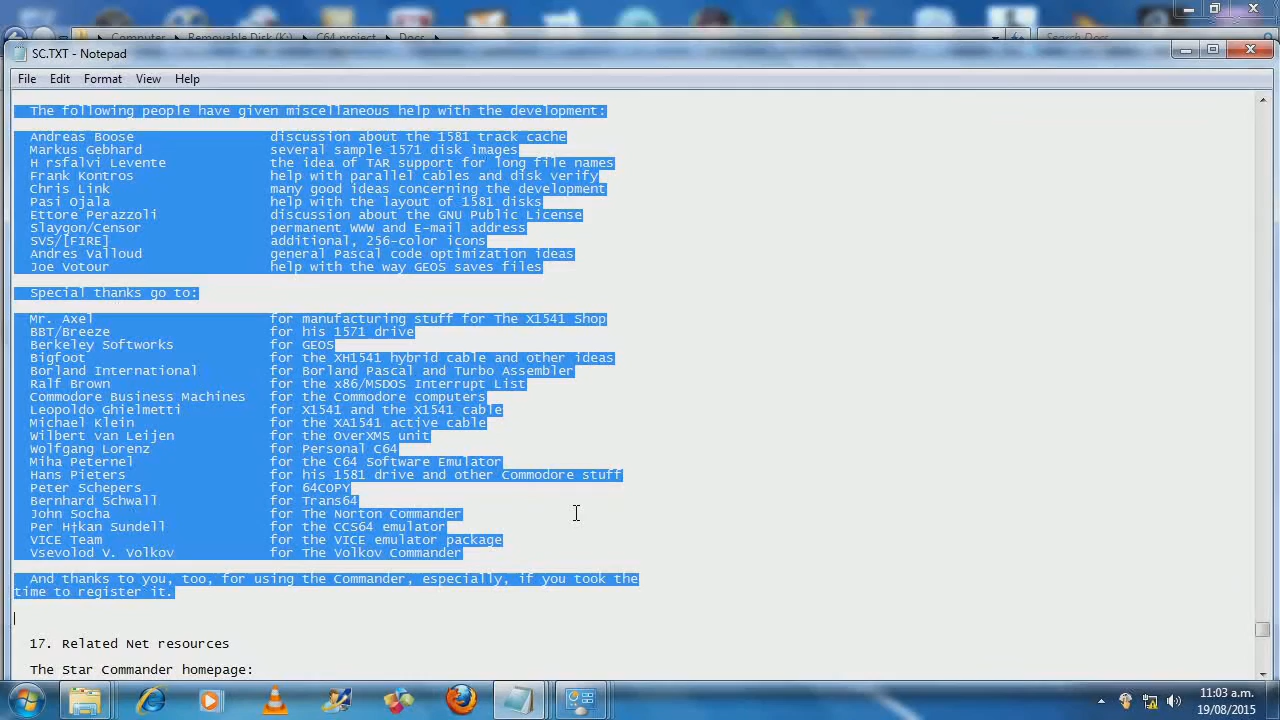 Computer Removable Disk (K:) C64 project Docs Search Docs
SC.TXT - Notepad
File Edit Format View Help
The following people have given miscellaneous help with the development:
Andreas Boose discussion about the 1581 track cache
Markus Gebhard several sample 1571 disk images
H rsfalvi Levente the idea of TAR support for long file names
Frank Kontros help with parallel cables and disk verify
Chris Link many good ideas concerning the development
Pasi Ojala help with the layout of 1581 disks
Ettore Perazzoli discussion about the GNU Public License
Slaygon/Censor permanent WWW and E-mail address
SVS/[FIRE] additional, 256-color icons
Andres Valloud general Pascal code optimization ideas
Joe Votour help with the way GEOS saves files
Special thanks go to:
Mr. Axel for manufacturing stuff for The X1541 Shop
BBT/Breeze for his 1571 drive
Berkeley Softworks for GEOS
Bigfoot for the XH1541 hybrid cable and other ideas
Borland International for Borland Pascal and Turbo Assembler
Ralf Brown for the x86/MSDOS Interrupt List
Commodore Business Machines for the Commodore computers
Leopoldo Ghielmetti for X1541 and the X1541 cable
Michael Klein for the XA1541 active cable
Wilbert van Leijen for the OverXMS unit
Wolfgang Lorenz for Personal C64
Miha Peternel for the C64 Software Emulator
Hans Pieters for his 1581 drive and other Commodore stuff
Peter Schepers for 64COPY
Bernhard Schwall for Trans64
John Socha for The Norton Commander
Per H†kan Sundell for the CCS64 emulator
VICE Team for the VICE emulator package
Vsevolod V. Volkov for The Volkov Commander
And thanks to you, too, for using the Commander, especially, if you took the
time to register it.
17. Related Net resources
The Star Commander homepage:
11:03 a.m.
19/08/2015